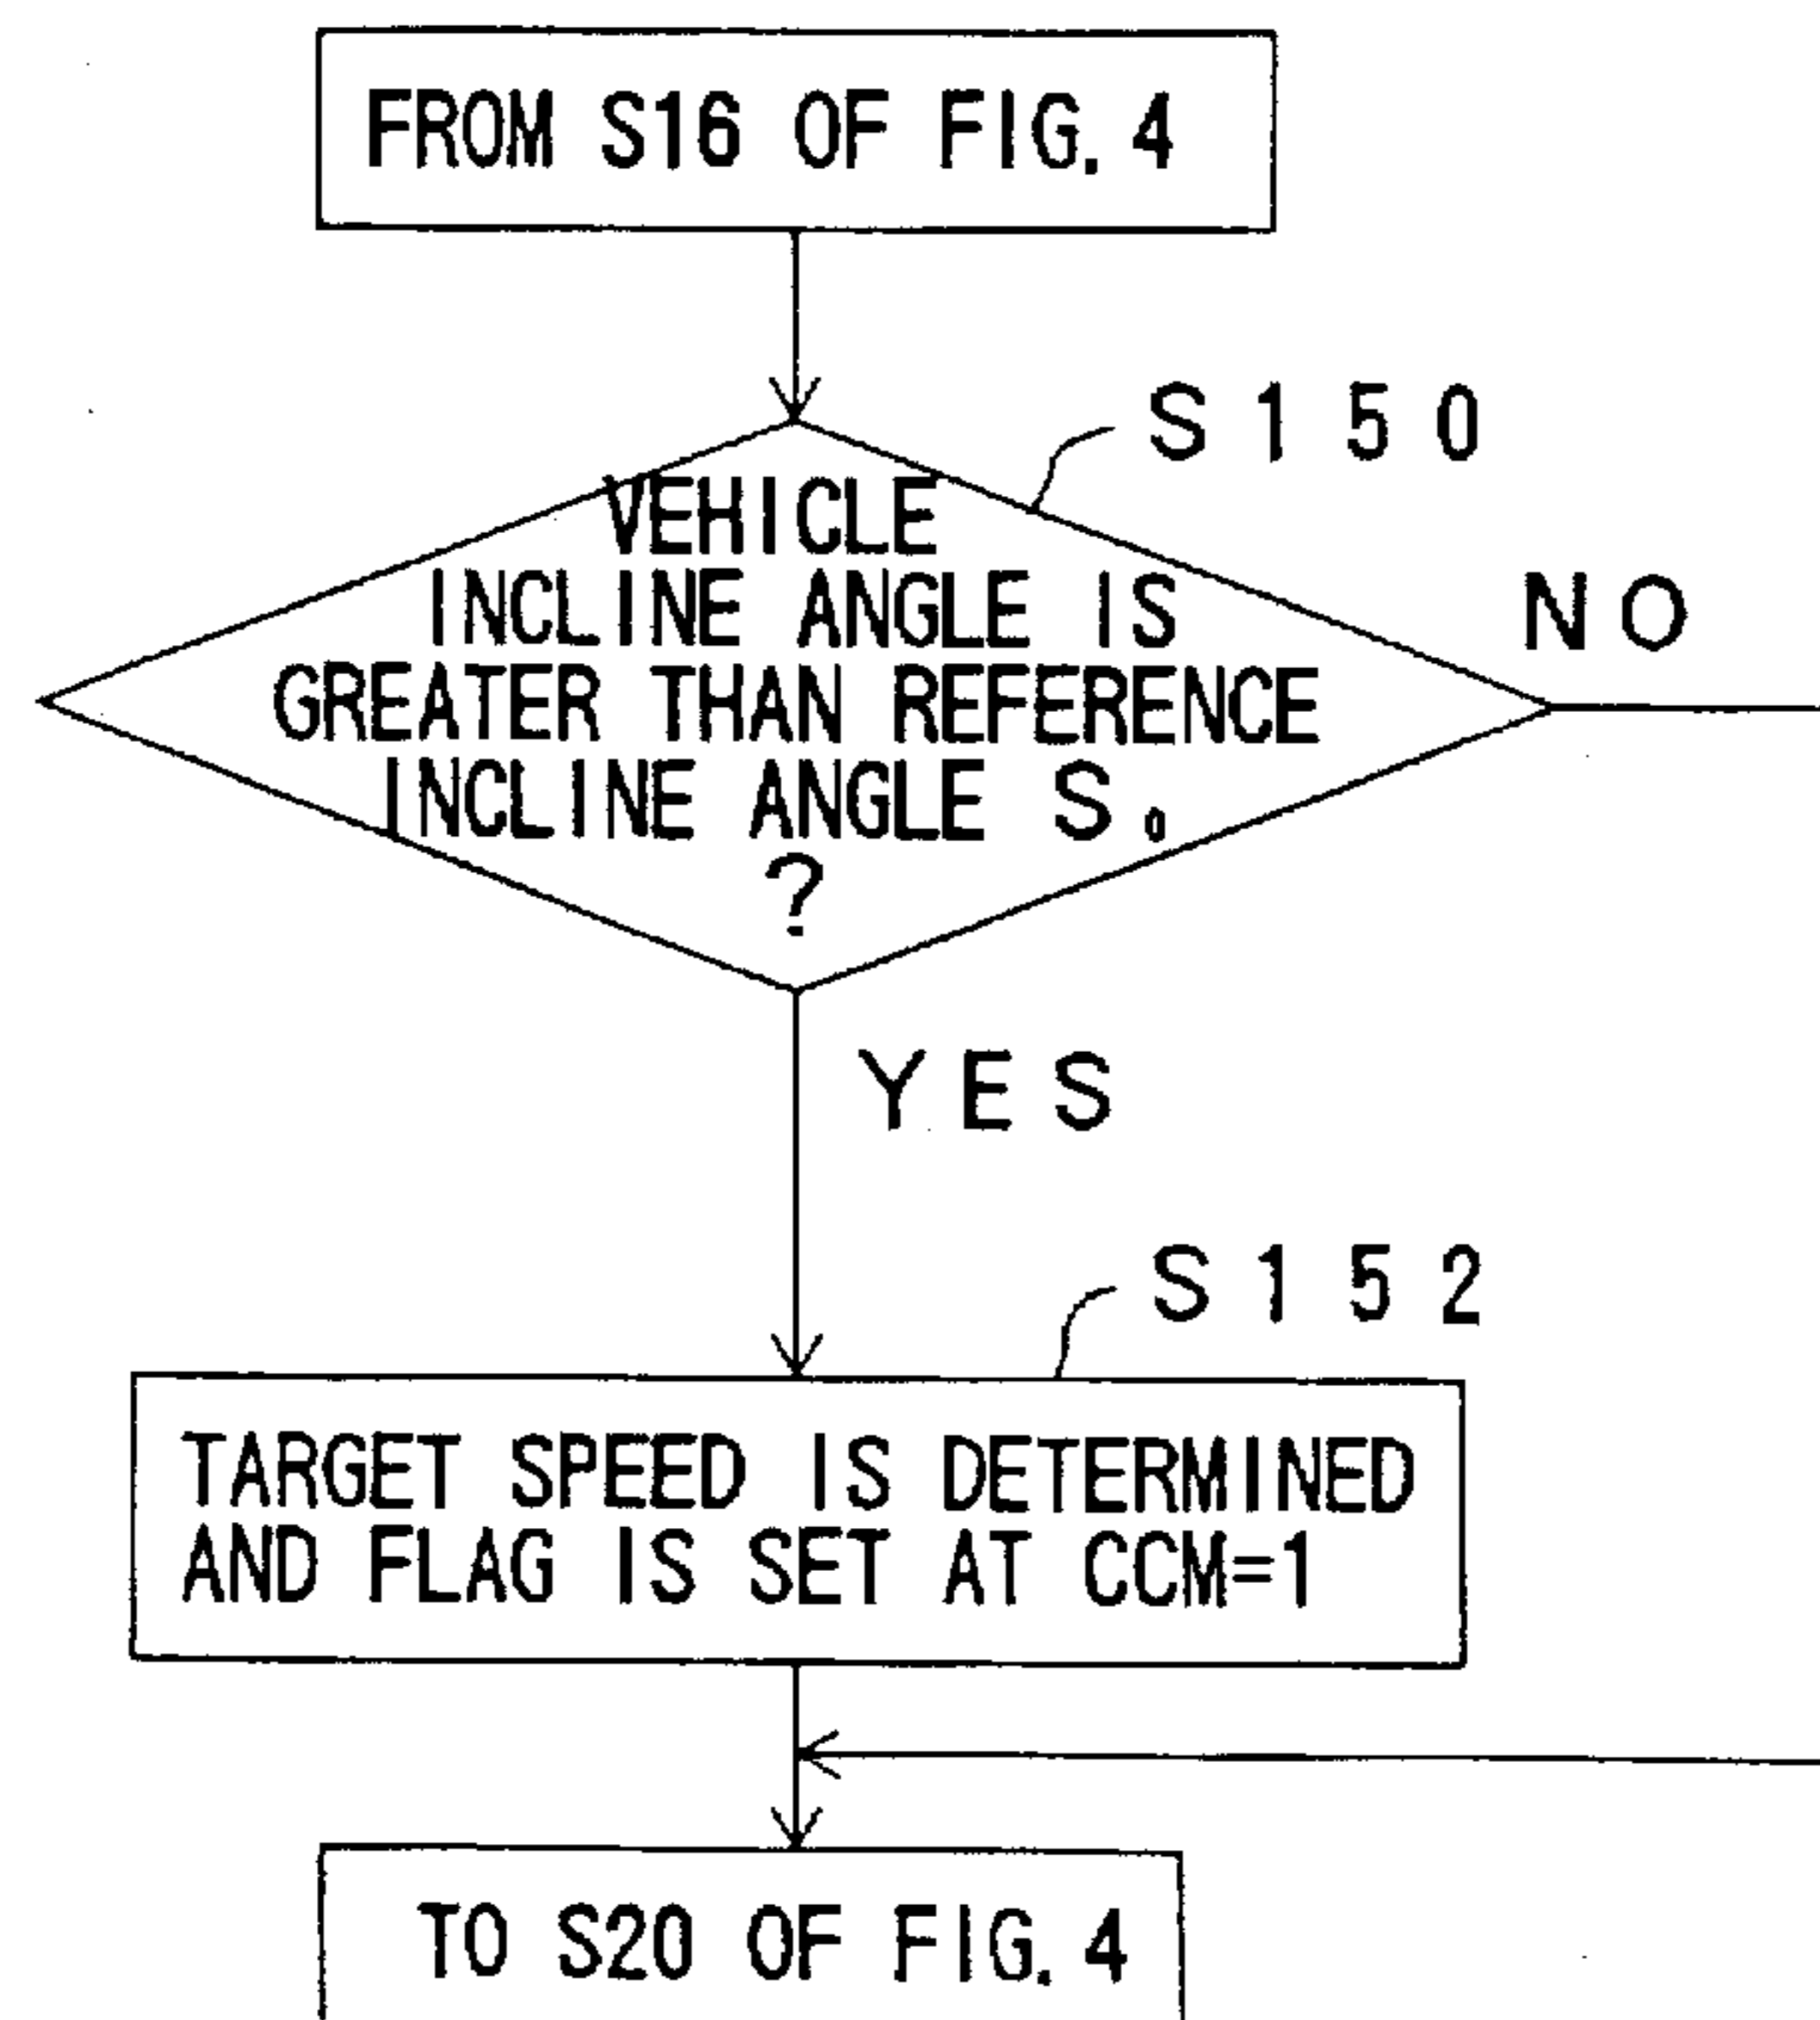 FROM S16 OF FIG. 4
S150
VEHICLE
INCLINE ANGLE IS
GREATER THAN REFERENCE
INCLINE ANGLE S₀
?
NO
YES
S152
TARGET SPEED IS DETERMINED
AND FLAG IS SET AT CCM=1
TO S20 OF FIG. 4